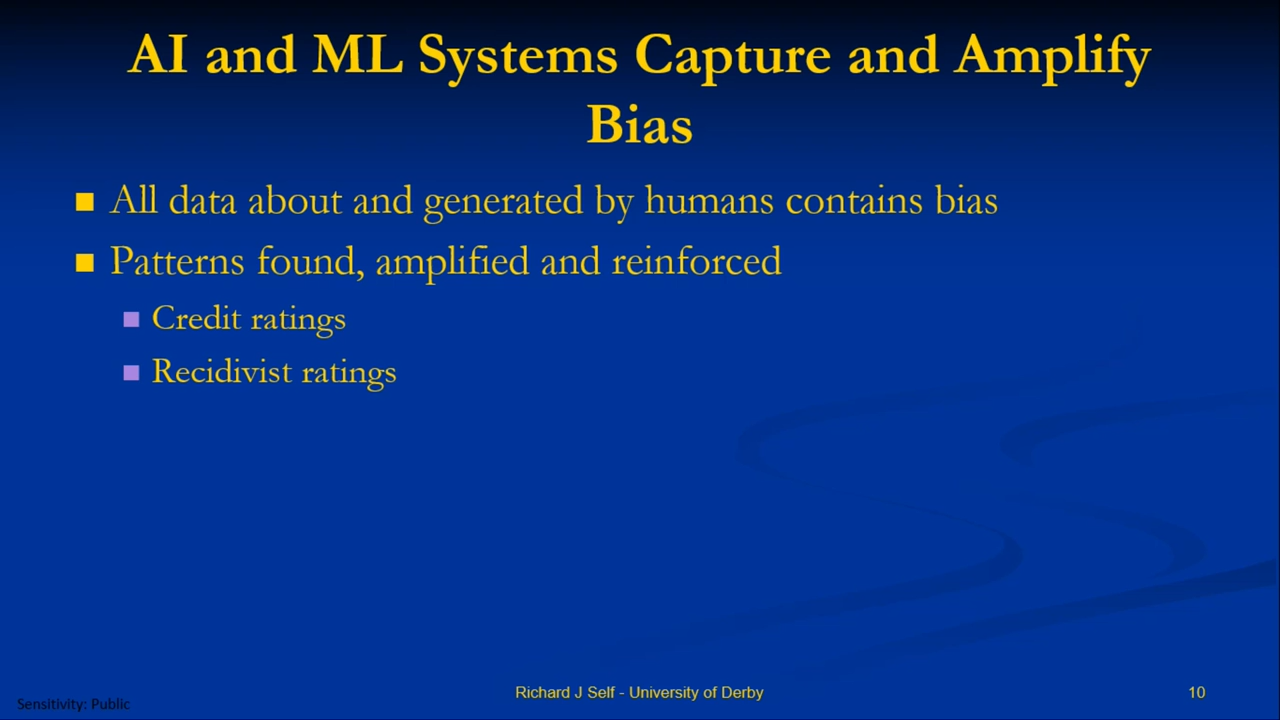 AI and ML Systems Capture and Amplify
Bias
All data about and generated by humans contains bias
Patterns found, amplified and reinforced
Credit ratings
Recidivist ratings
Richard J Self - University of Derby
10
Sensitivity: Public